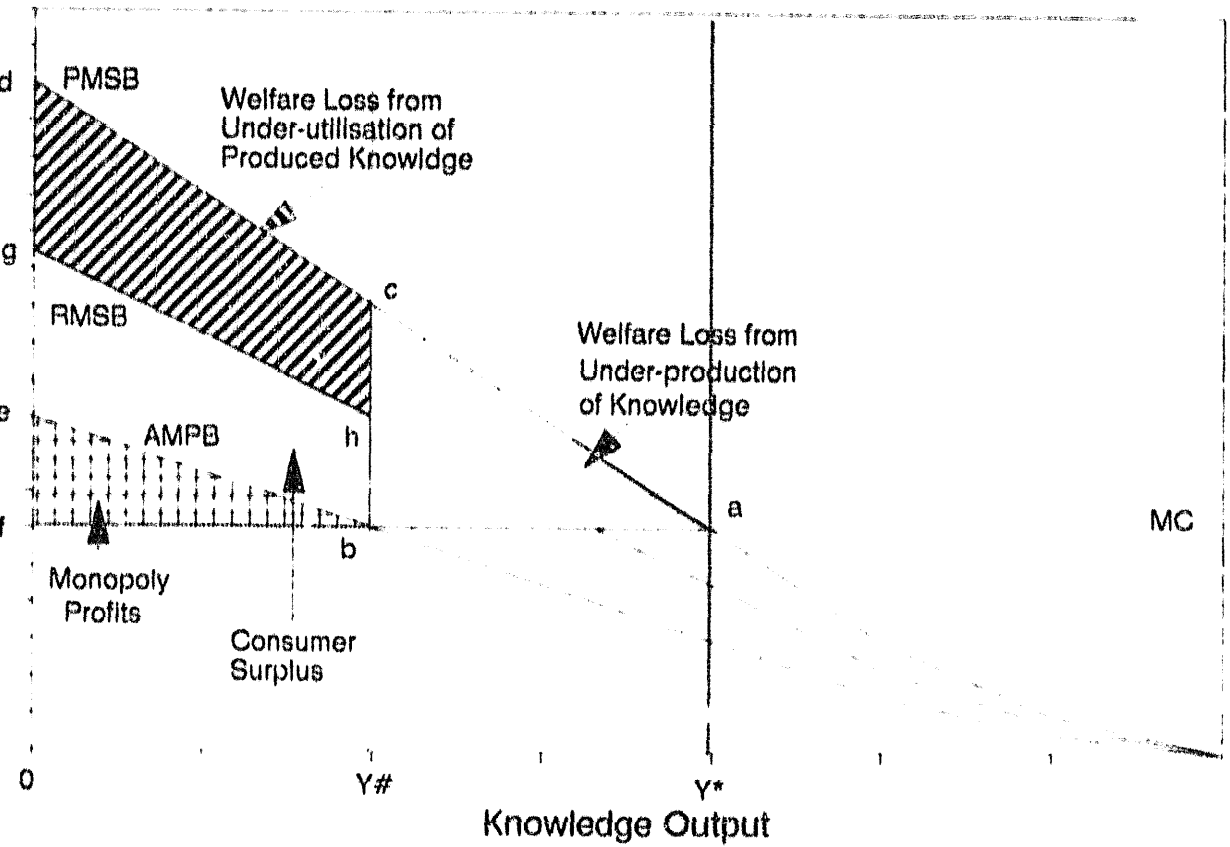 d
PMSB
Welfare Loss from
Under-utilisation of
Produced Knowldge
g
c
RMSB
Welfare Loss from
Under-production
of Knowledge
e
AMPB
h
a
MC
f
b
Monopoly
Profits
Consumer
Surplus
0
Y#
Y*
Knowledge Output